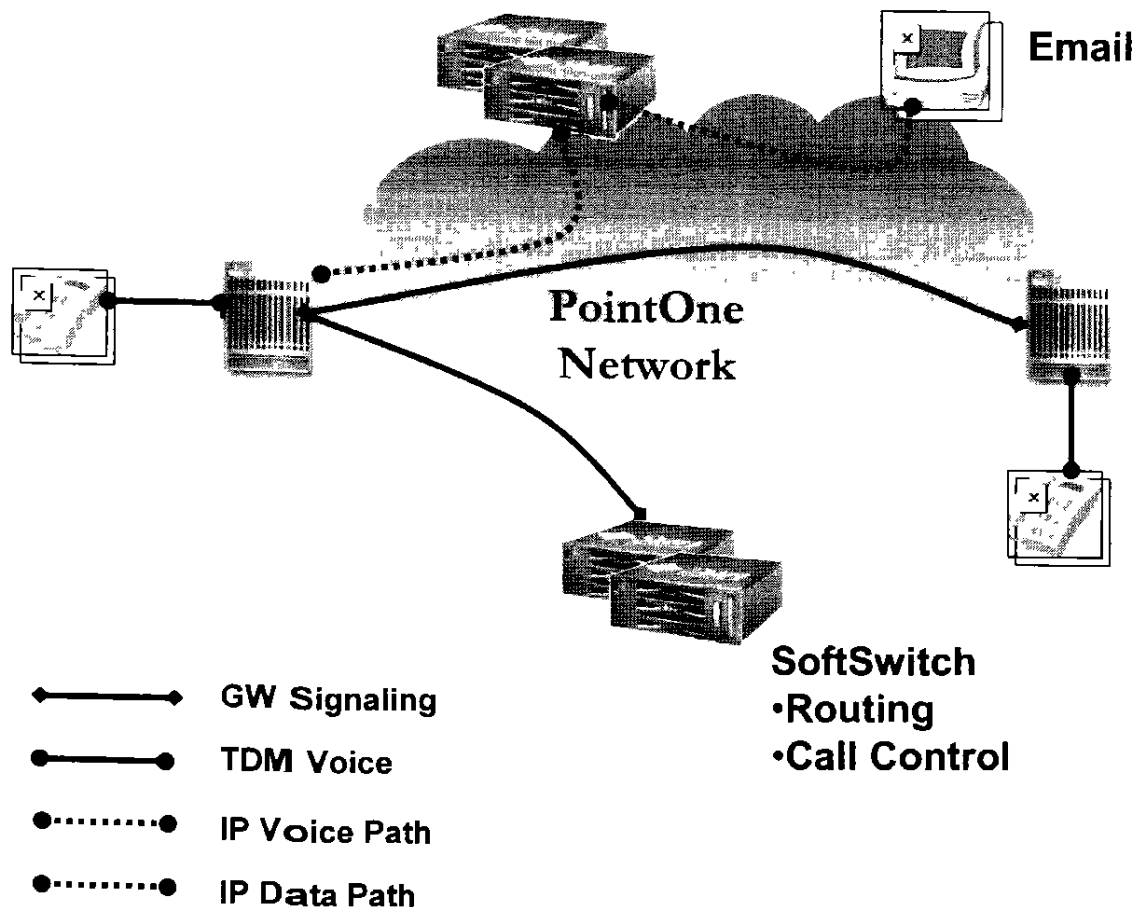 Email
PointOne
Network
SoftSwitch
•Routing
•Call Control
GW Signaling
TDM Voice
IP Voice Path
IP Data Path